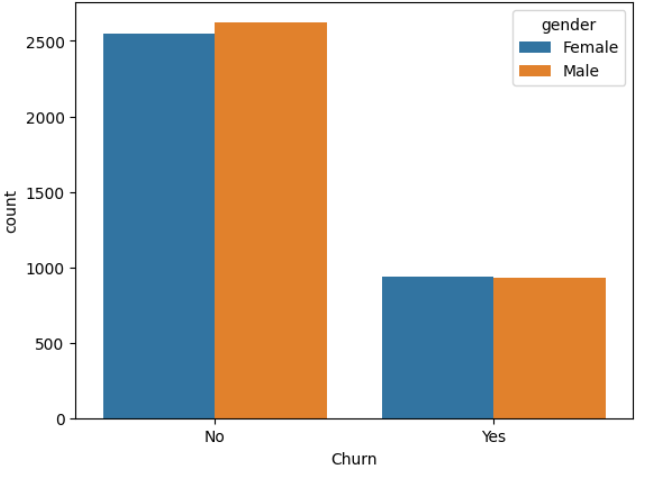 gender
Female
Male
2500
2000
1500
1000
500
0
count
No
Yes
Churn